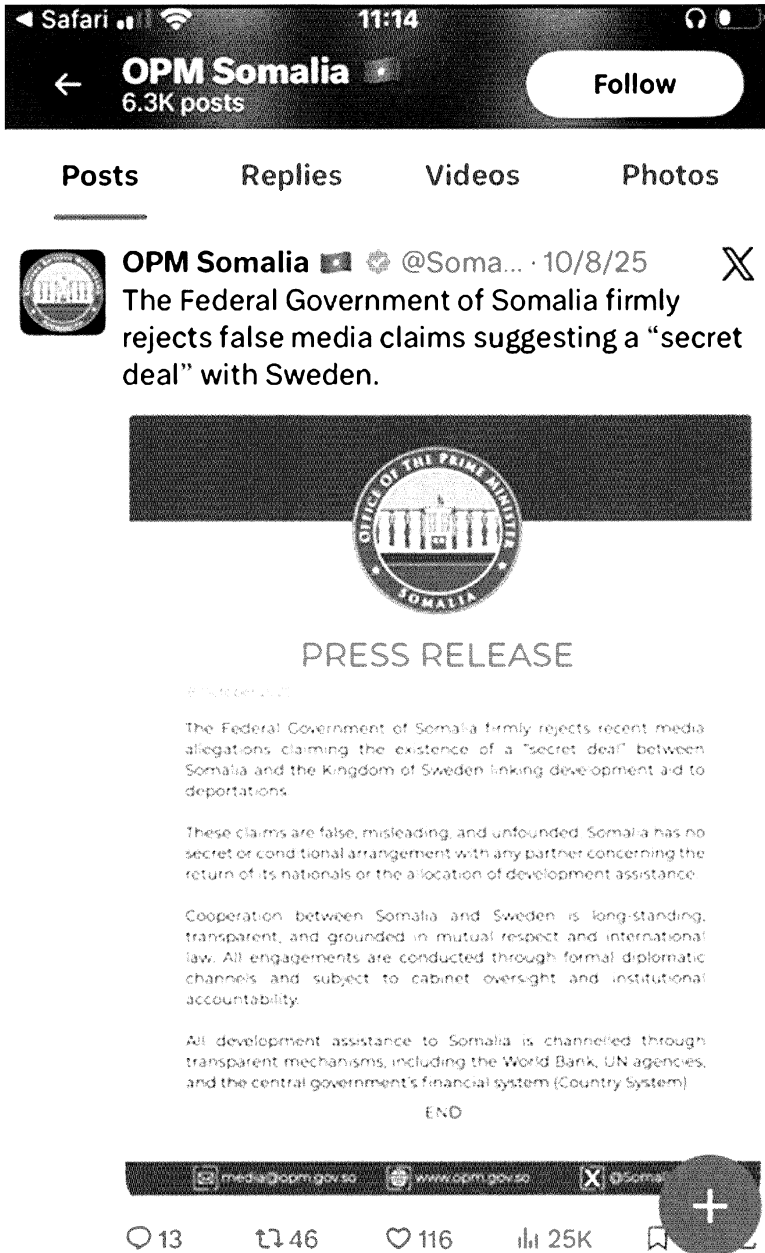 Safari
11:14
OPM Somalia
6.3K posts
Follow
Posts Replies Videos Photos
OPM Somalia @Soma... · 10/8/25
The Federal Government of Somalia firmly
rejects false media claims suggesting a “secret
deal” with Sweden.
OFFICE OF THE PRIME MINISTER
SOMALIA
PRESS RELEASE
The Federal Government of Somalia firmly rejects recent media
allegations claiming the existence of a "secret deal" between
Somalia and the Kingdom of Sweden linking development aid to
deportations.
These claims are false, misleading, and unfounded. Somalia has no
secret or conditional arrangement with any partner concerning the
return of its nationals or the allocation of development assistance.
Cooperation between Somalia and Sweden is long-standing,
transparent, and grounded in mutual respect and international
law. All engagements are conducted through formal diplomatic
channels and subject to cabinet oversight and institutional
accountability.
All development assistance to Somalia is channelled through
transparent mechanisms, including the World Bank, UN agencies,
and the central government's financial system (Country System)
END
media@opm.gov.so www.opm.gov.so X
13 46 116 25K